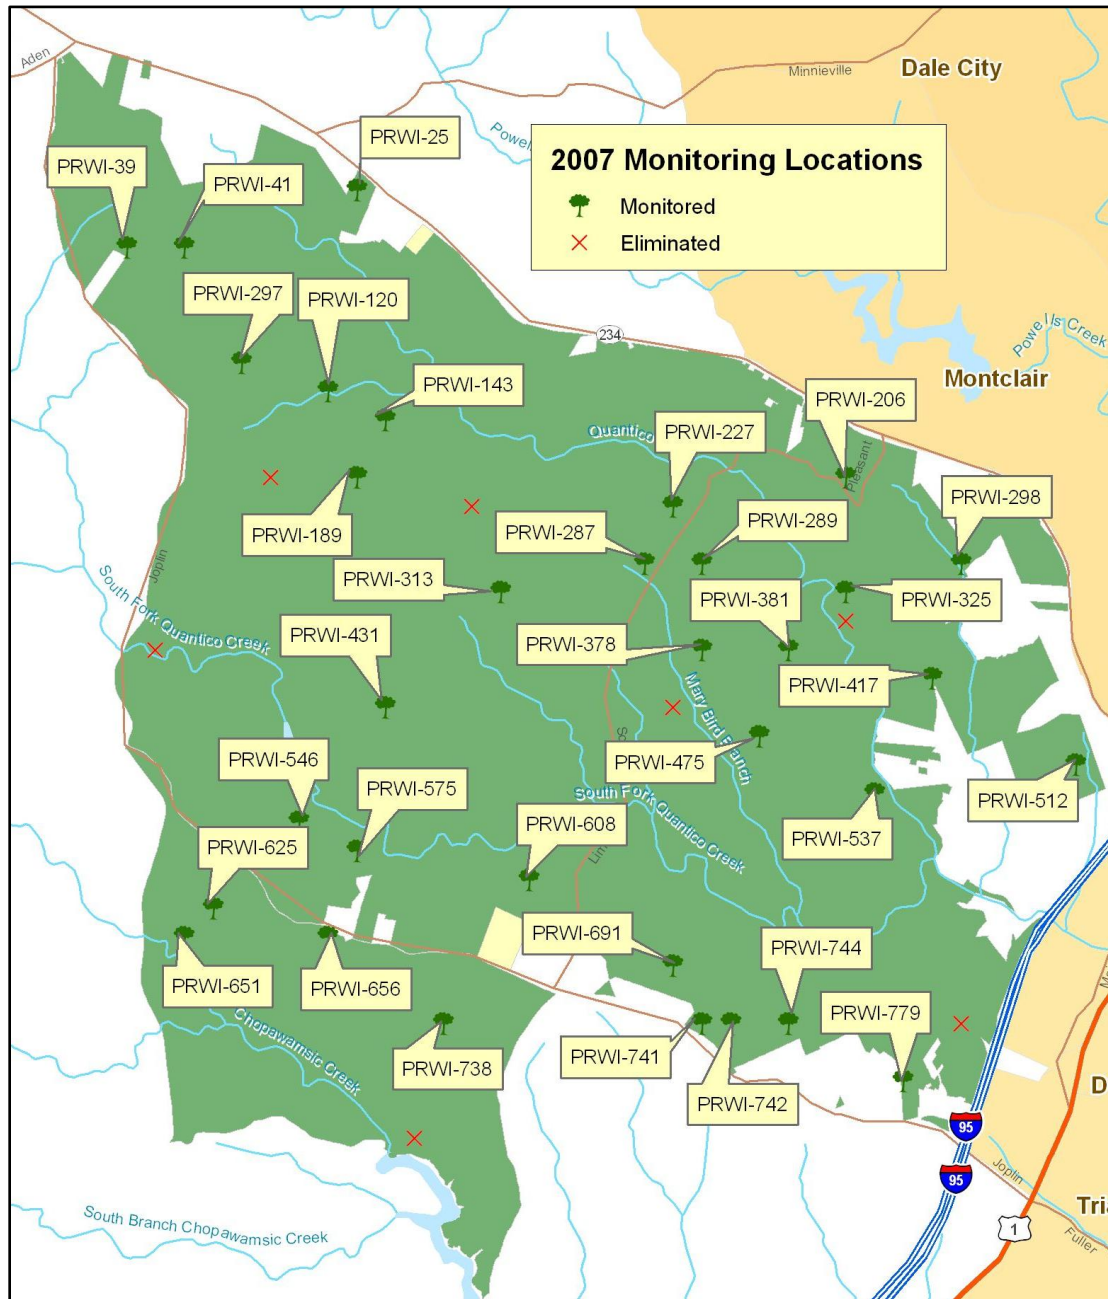 Aden
Minnieville
Dale City
Powell
2007 Monitoring Locations
Monitored
Eliminated
PRWI-25
PRWI-39
PRWI-41
PRWI-297
PRWI-120
234
Powells Creek
Montclair
PRWI-143
PRWI-206
Quantico
PRWI-227
Pleasant
PRWI-298
PRWI-189
PRWI-287
PRWI-289
Joplin
PRWI-313
PRWI-381
PRWI-325
South Fork Quantico Creek
PRWI-431
PRWI-378
PRWI-417
Mary Bird Branch
Sc
PRWI-475
PRWI-546
PRWI-575
South Fork Quantico Creek
PRWI-512
PRWI-608
PRWI-537
PRWI-625
Lim
PRWI-691
PRWI-744
PRWI-651
PRWI-656
PRWI-779
Chopawamsic Creek
PRWI-738
PRWI-741
PRWI-742
D
95
95
Joplin
Tria
South Branch Chopawamsic Creek
1
Fuller